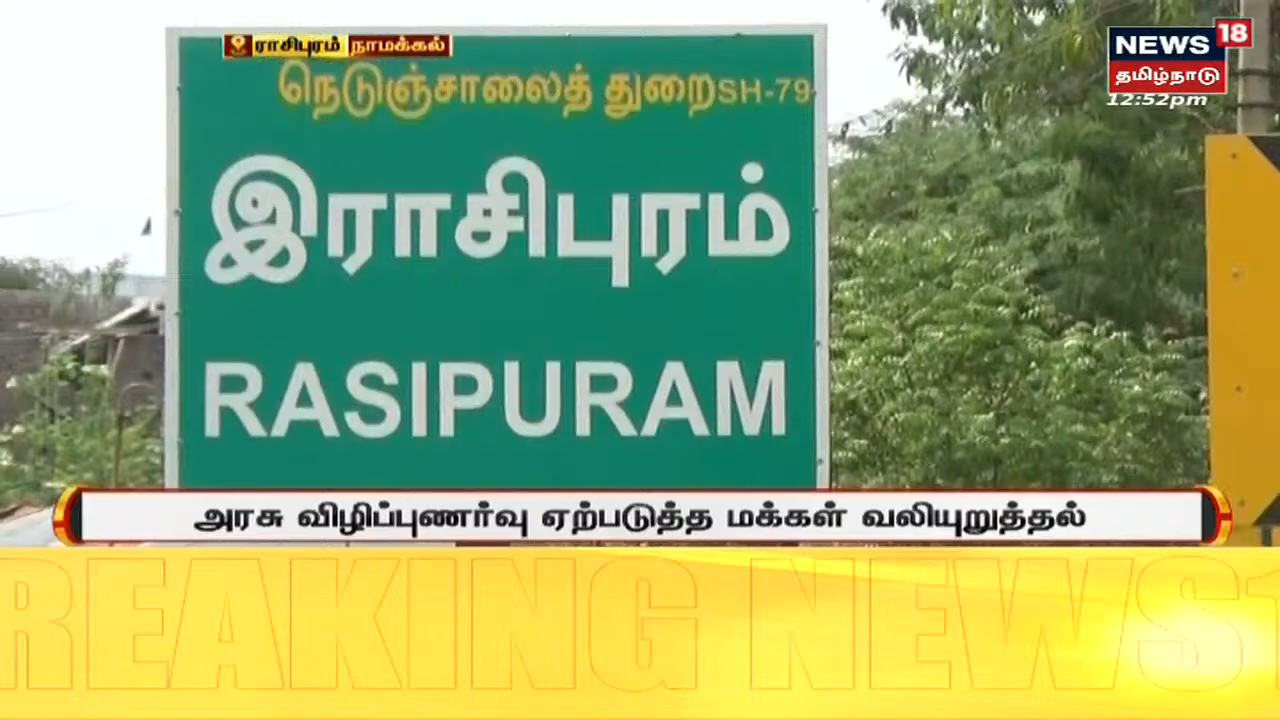 ராசிபுரம் நாமக்கல்
NEWS 18
தமிழ்நாடு
12:52pm
நெடுஞ்சாலைத் துறை SH-79
இராசிபுரம்
RASIPURAM
அரசு விழிப்புணர்வு ஏற்படுத்த மக்கள் வலியுறுத்தல்
REAKING NEWS